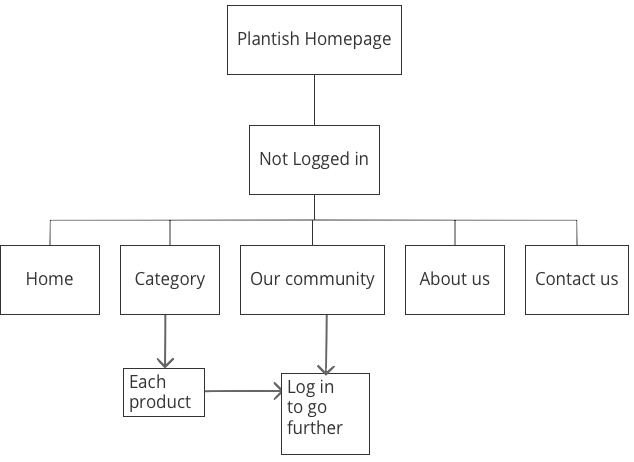 Plantish Homepage
Not Logged in
Home
Category
Our community
About us
Contact us
Each
product
Log in
to go
further